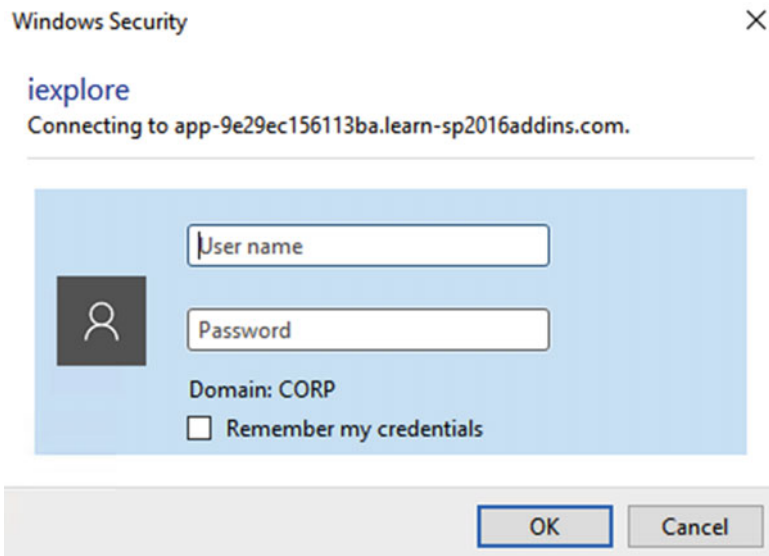 Windows Security
iexplore
Connecting to app-9e29ec156113ba.learn-sp2016addins.com.
User name
Password
Domain: CORP
Remember my credentials
OK
Cancel